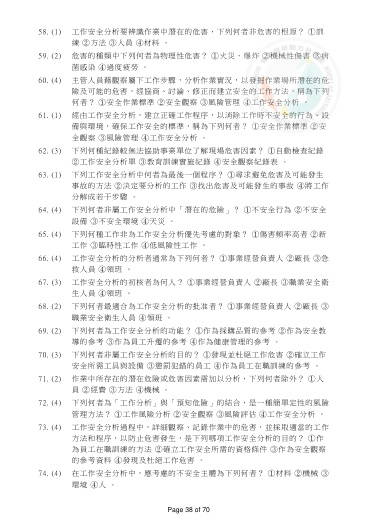 58. (1) 工作安全分析要辨識作業中潛在的危害，下列何者非危害的根源？ ①訓
練 ②方法 ③人員 ④材料 。
59. (2) 危害的種類中下列何者為物理性危害？ ①火災、爆炸 ②機械性傷害 ③病
菌感染 ④過度疲勞 。
60. (4) 主管人員藉觀察屬下工作步驟，分析作業實況，以發掘作業場所潛在的危
險及可能的危害，經協商、討論、修正而建立安全的工作方法，稱為下列
何者？ ①安全作業標準 ②安全觀察 ③風險管理 ④工作安全分析 。
61. (1) 經由工作安全分析，建立正確工作程序，以消除工作時不安全的行為、設
備與環境，確保工作安全的標準，稱為下列何者？ ①安全作業標準 ②安
全觀察 ③風險管理 ④工作安全分析 。
62. (3) 下列何種紀錄較無法協助事業單位了解現場危害因素？ ①自動檢查紀錄
②工作安全分析單 ③教育訓練實施紀錄 ④安全觀察紀錄表 。
63. (1) 下列工作安全分析中何者為最後一個程序？ ①尋求避免危害及可能發生
事故的方法 ②決定要分析的工作 ③找出危害及可能發生的事故 ④將工作
分解成若干步驟 。
64. (4) 下列何者非屬工作安全分析中「潛在的危險」？ ①不安全行為 ②不安全
設備 ③不安全環境 ④天災 。
65. (4) 下列何種工作非為工作安全分析優先考慮的對象？ ①傷害頻率高者 ②新
工作 ③臨時性工作 ④低風險性工作 。
66. (4) 工作安全分析的分析者通常為下列何者？ ①事業經營負責人 ②廠長 ③急
救人員 ④領班 。
67. (3) 工作安全分析的初核者為何人？ ①事業經營負責人 ②廠長 ③職業安全衛
生人員 ④領班 。
68. (2) 下列何者最適合為工作安全分析的批准者？ ①事業經營負責人 ②廠長 ③
職業安全衛生人員 ④領班 。
69. (2) 下列何者為工作安全分析的功能？ ①作為採購品質的參考 ②作為安全教
導的參考 ③作為員工升遷的參考 ④作為健康管理的參考 。
70. (3) 下列何者非屬工作安全分析的目的？ ①發現並杜絕工作危害 ②確立工作
安全所需工具與設備 ③懲罰犯錯的員工 ④作為員工在職訓練的參考 。
71. (2) 作業中所存在的潛在危險或危害因素需加以分析，下列何者除外？ ①人
員 ②經費 ③方法 ④機械 。
72. (4) 下列何者為「工作分析」與「預知危險」的結合，是一種簡單定性的風險
管理方法？ ①工作風險分析 ②安全觀察 ③風險評估 ④工作安全分析 。
73. (4) 工作安全分析過程中，詳細觀察、記錄作業中的危害，並採取適當的工作
方法和程序，以防止危害發生，是下列哪項工作安全分析的目的？ ①作
為員工在職訓練的方法 ②確立工作安全所需的資格條件 ③作為安全觀察
的參考資料 ④發現及杜絕工作危害 。
74. (4) 在工作安全分析中，應考慮的不安全主體為下列何者？ ①材料 ②機械 ③
環境 ④人 。
Page 38 of 70